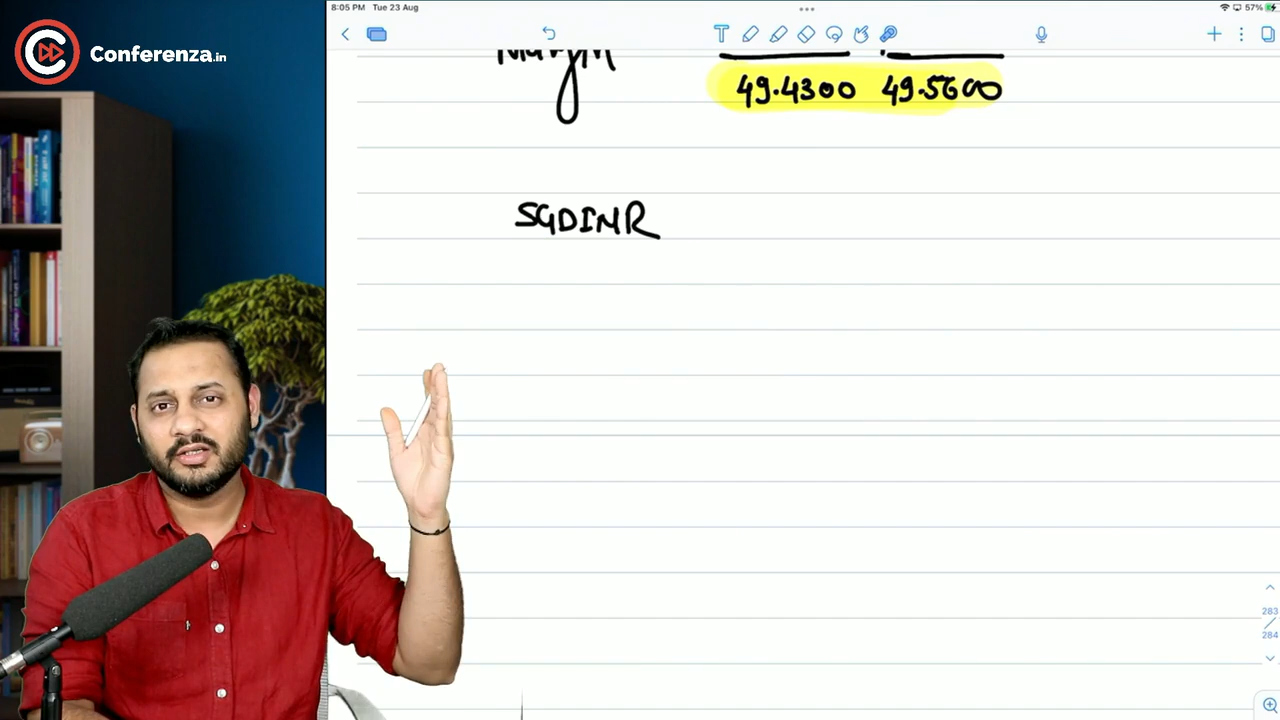 8:05 PM Tue 23 Aug
57%
Conferenza.in
49.4300 49.5600
SGDINR
283
284